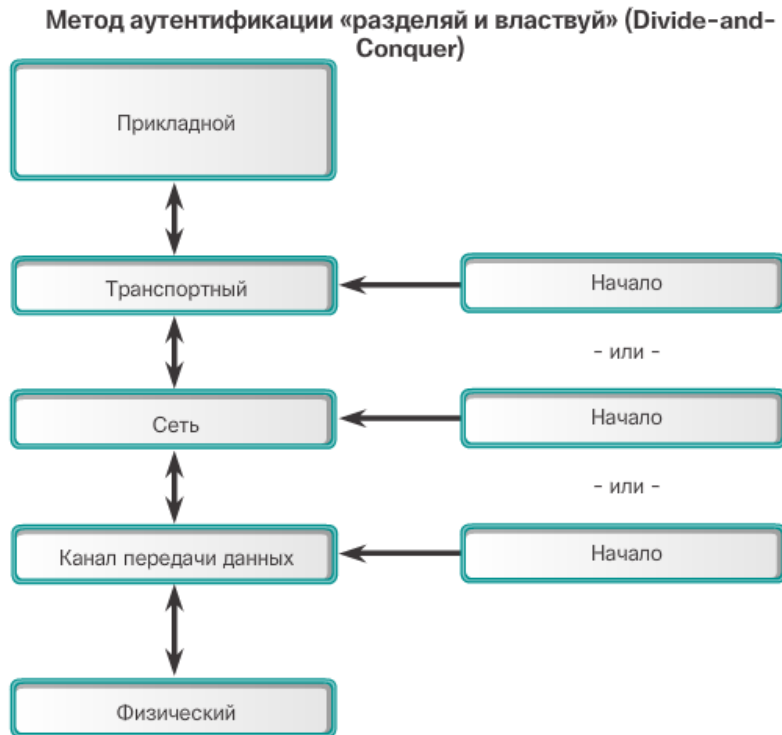 Метод аутентификации «разделяй и властвуй» (Divide-and-
Conquer)
Прикладной
Транспортный
Начало
- или -
Сеть
Начало
- или -
Канал передачи данных
Начало
Физический